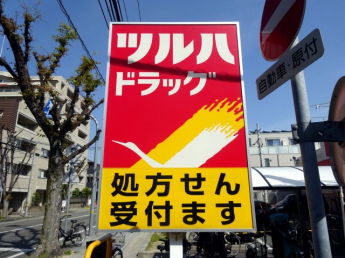 ツルハ
ドラッグ
処方せん
受付ます
自動車・原付